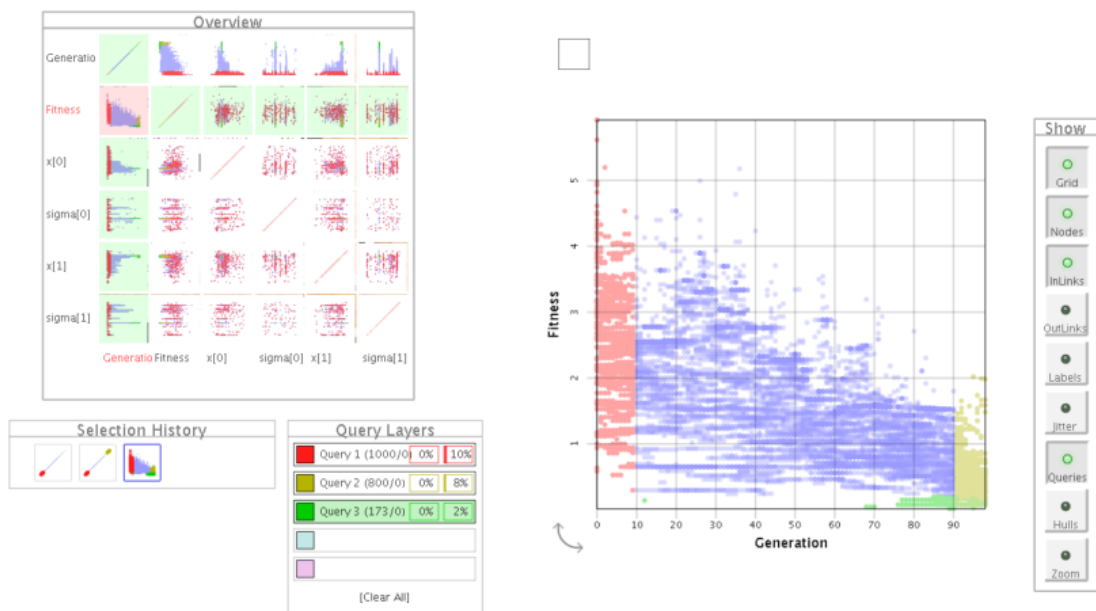 Overview
Generatio
Fitness
x[0]
sigma[0]
x[1]
sigma[1]
Generatio Fitness x[0] sigma[0] x[1] sigma[1]
Selection History
Query Layers
Query 1 (1000/0) 0% 10%
Query 2 (800/0) 0% 8%
Query 3 (173/0) 0% 2%
[Clear All]
Fitness
5
4
3
2
1
0 10 20 30 40 50 60 70 80 90
Generation
Show
Grid
Nodes
InLinks
OutLinks
Labels
Jitter
Queries
Hulls
Zoom